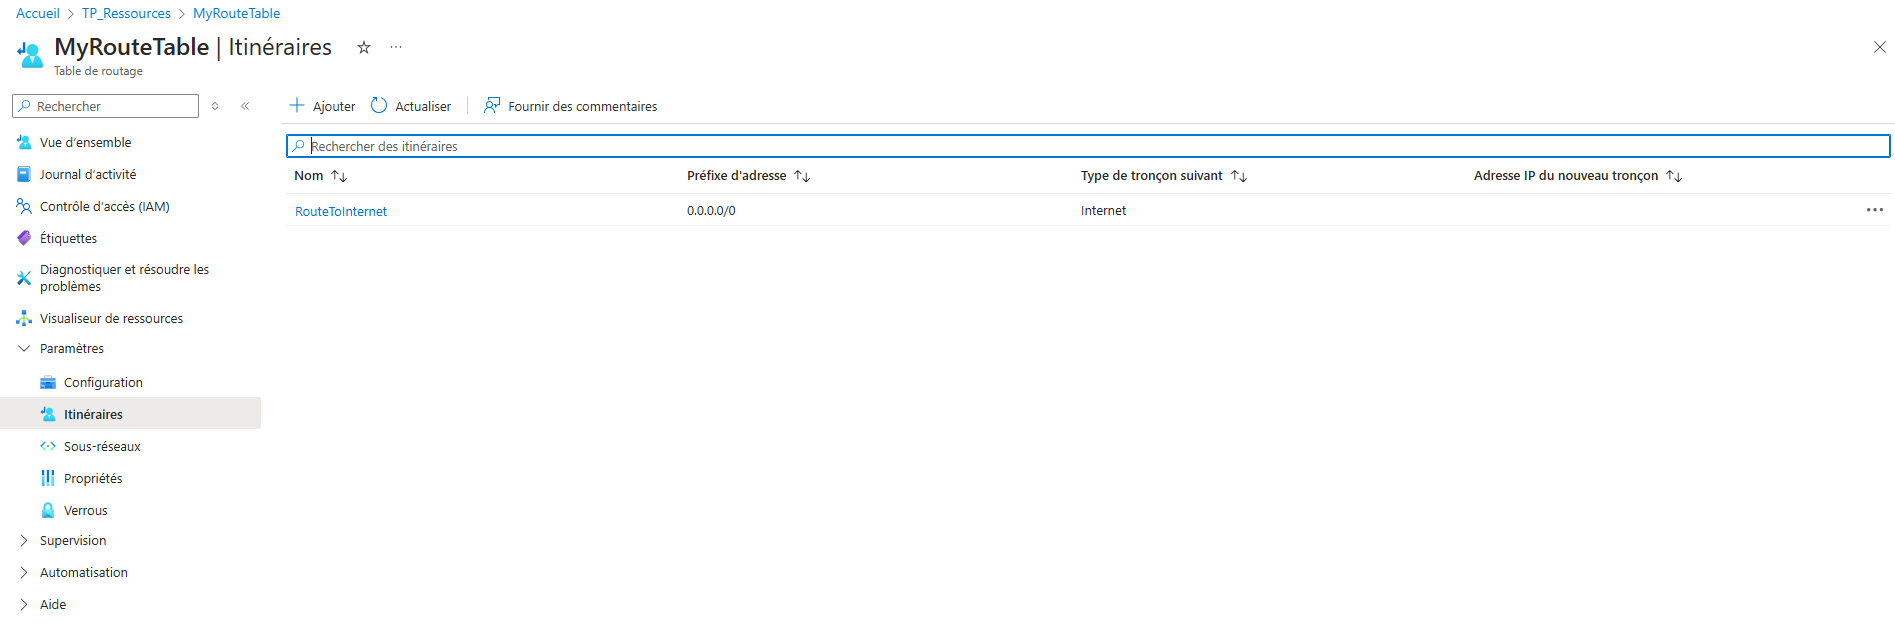 Accueil > TP_Ressources > MyRouteTable
MyRouteTable | Itinéraires ☆ ...
Table de routage
Rechercher
Vue d'ensemble
Journal d'activité
Contrôle d'accès (IAM)
Étiquettes
Diagnostiquer et résoudre les
problèmes
Visualiseur de ressources
Paramètres
Configuration
Itinéraires
Sous-réseaux
Propriétés
Verrous
Supervision
Automatisation
Aide
Ajouter Actualiser Fournir des commentaires
Rechercher des itinéraires
Nom ↑↓ Préfixe d'adresse ↑↓ Type de tronçon suivant ↑↓ Adresse IP du nouveau tronçon ↑↓
RouteToInternet 0.0.0.0/0 Internet ...